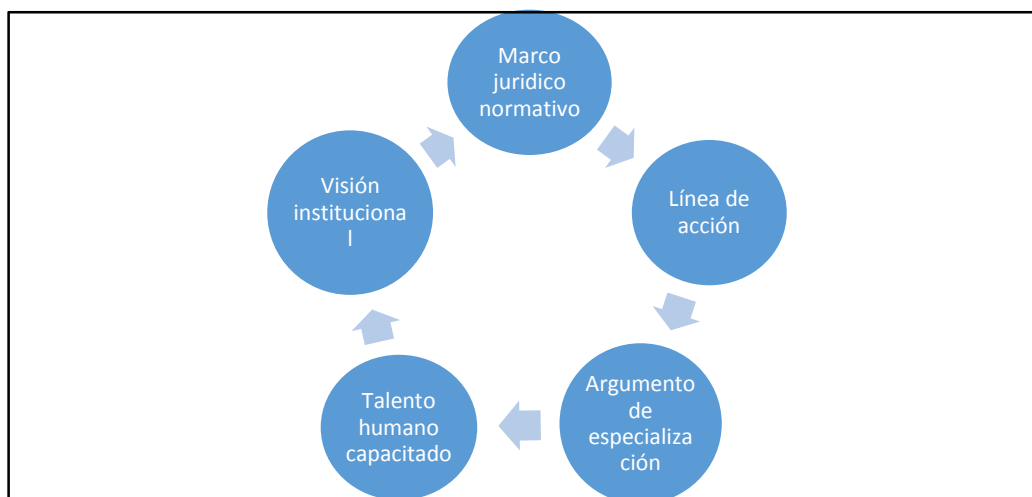 Marco
juridico
normativo
Línea de
acción
Argumento
de
especializa
ción
Talento
humano
capacitado
Visión
instituciona
l